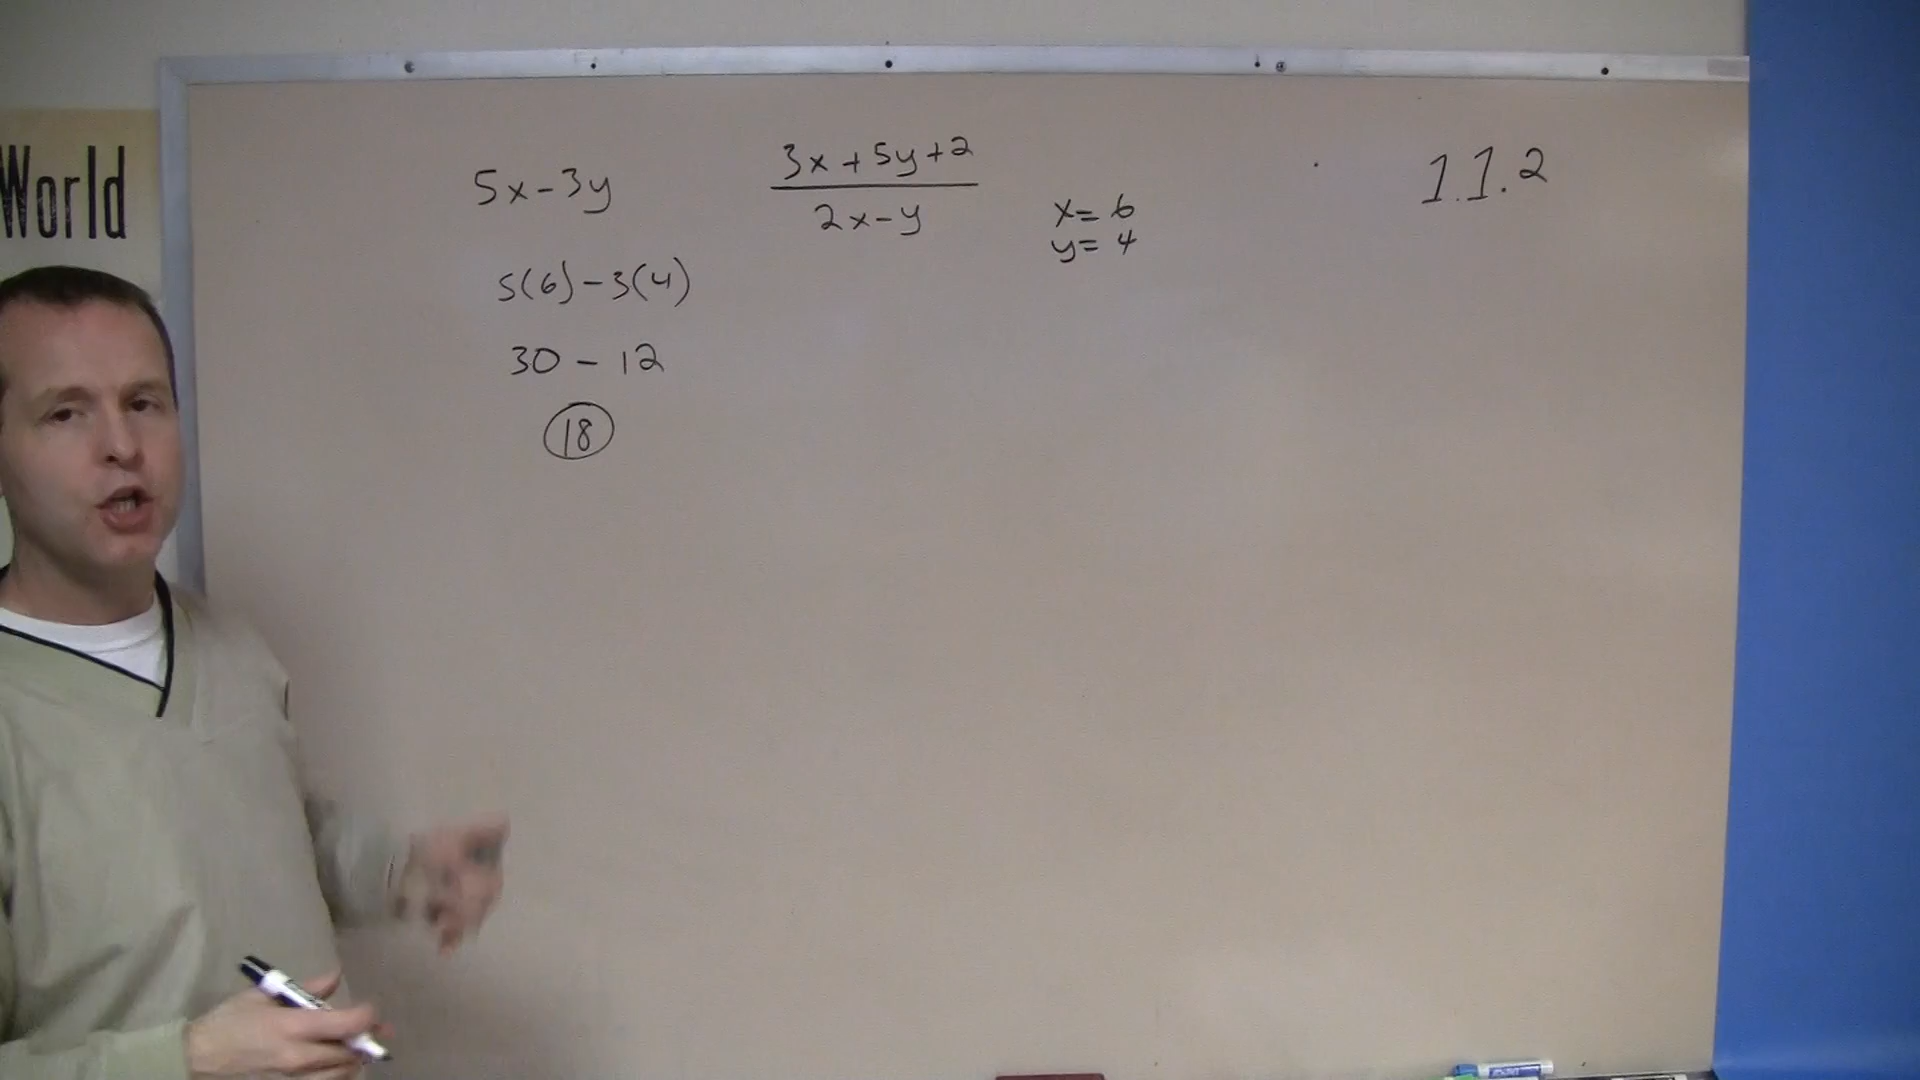 World
5x-3y
5(6)-3(4)
30 - 12
18
3x+5y+2
2x-y
x=6
y=4
1.1.2